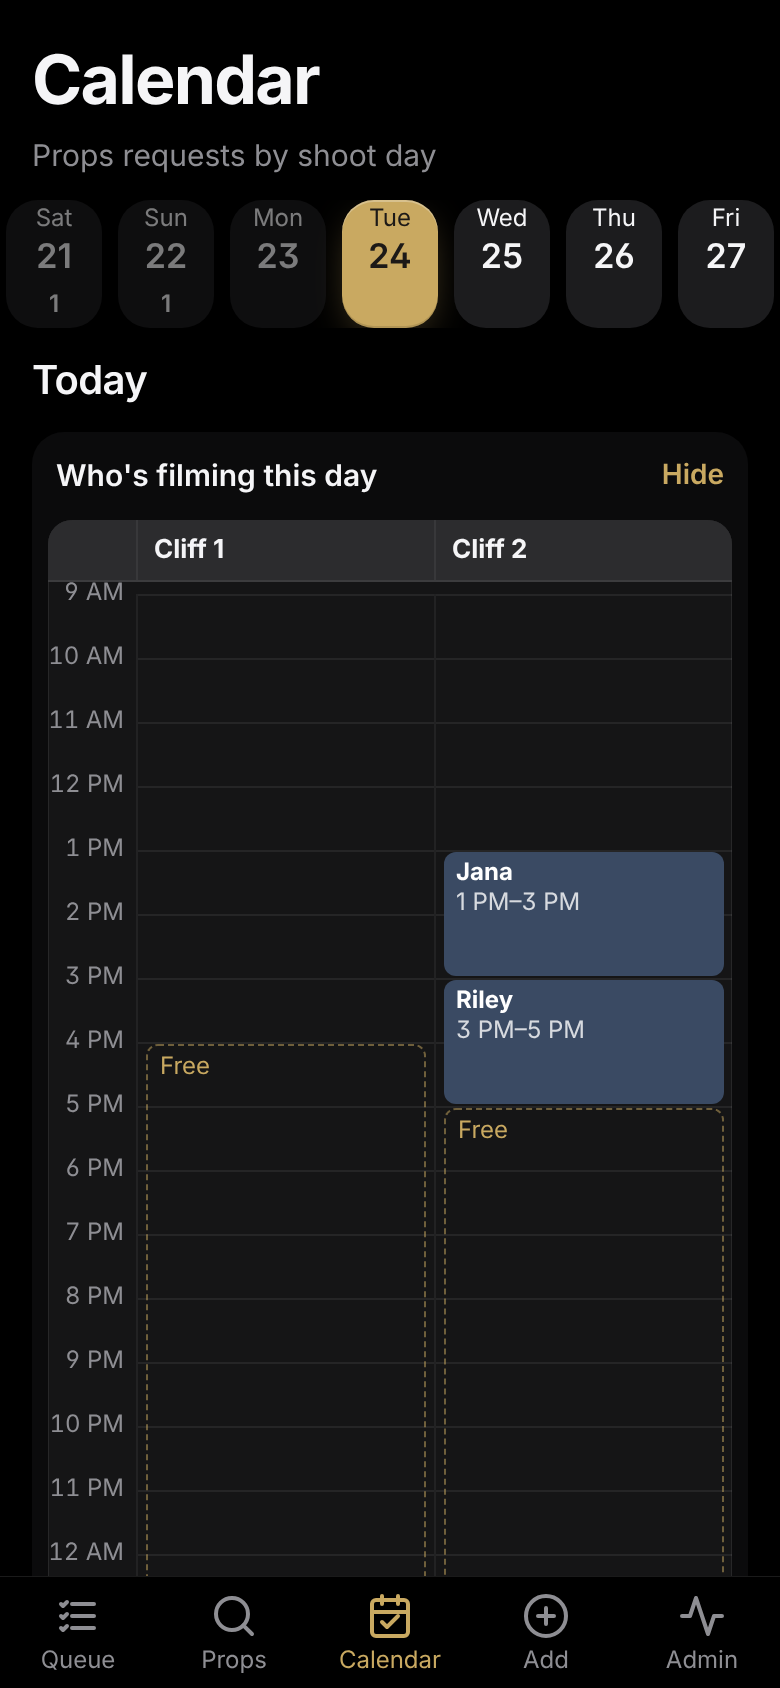 Calendar
Props requests by shoot day
Sat Sun Mon Tue Wed Thu Fri
21 22 23 24 25 26 27
1 1
Today
Who's filming this day Hide
Cliff 1 Cliff 2
9 AM
10 AM
11 AM
12 PM
1 PM
Jana
1 PM–3 PM
2 PM
3 PM
Riley
3 PM–5 PM
4 PM
Free
5 PM
Free
6 PM
7 PM
8 PM
9 PM
10 PM
11 PM
12 AM
Queue Props Calendar Add Admin